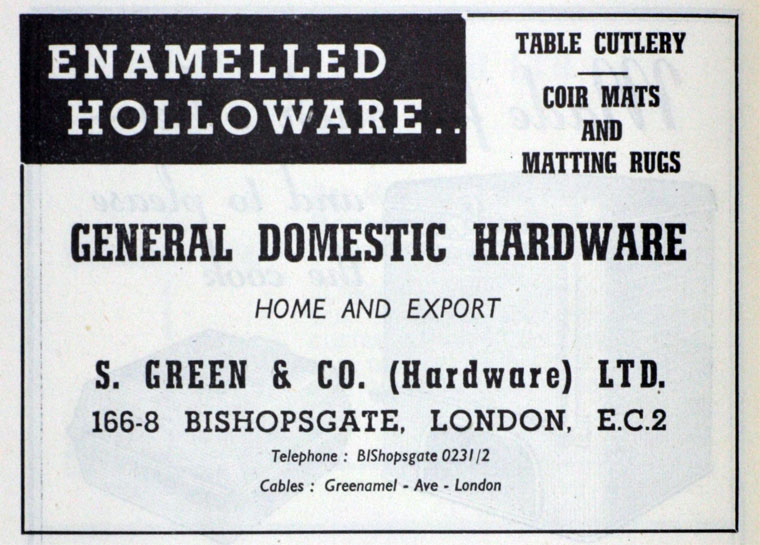 ENAMELLED
HOLLOWARE..
TABLE CUTLERY
COIR MATS
AND
MATTING RUGS
GENERAL DOMESTIC HARDWARE
HOME AND EXPORT
S. GREEN & CO. (Hardware) LTD.
166-8 BISHOPSGATE, LONDON, E.C.2
Telephone : BIShopsgate 0231/2
Cables : Greenamel - Ave - London